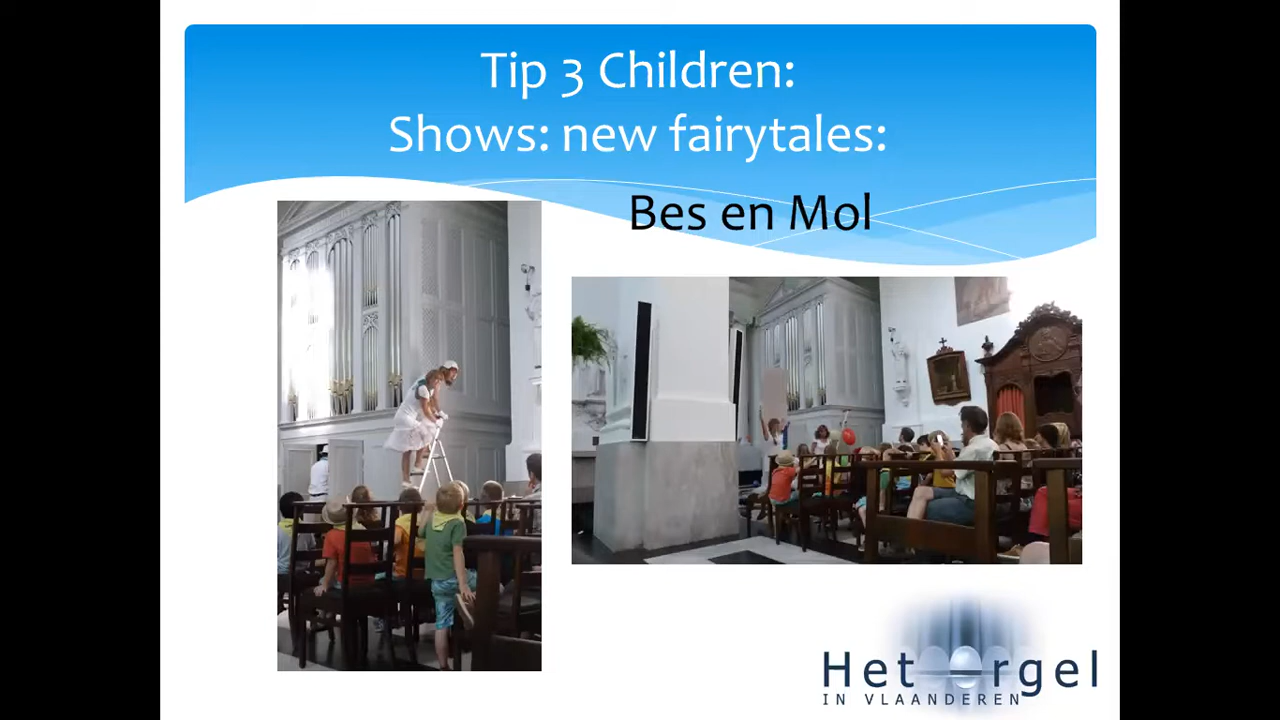 Tip 3 Children:
Shows: new fairytales:
Bes en Mol
Het orgel
IN VLAANDEREN